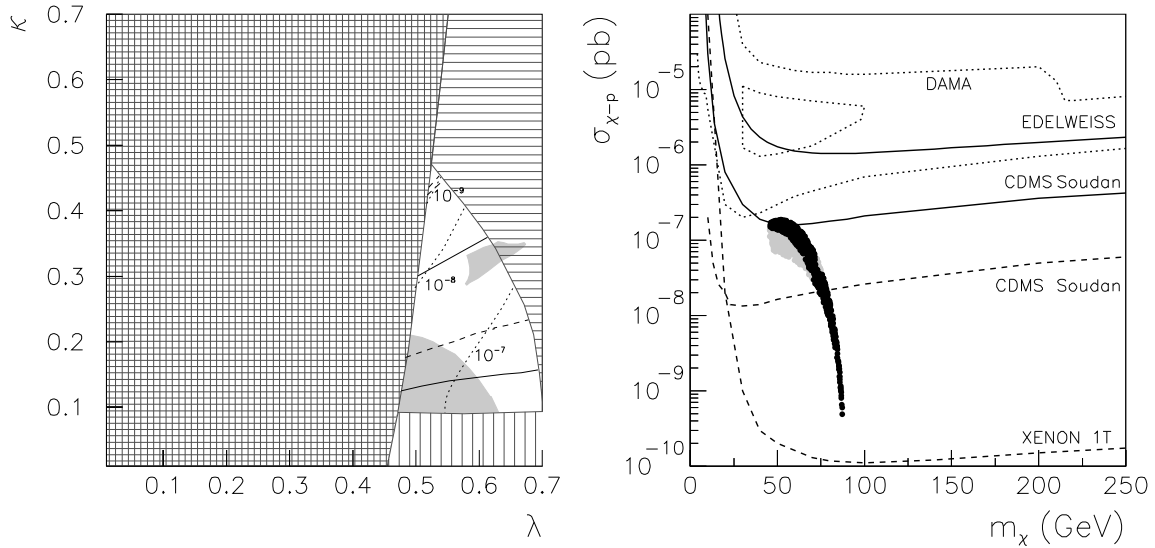 κ
0.7
0.6
0.5
0.4
0.3
0.2
0.1
10⁻⁹
10⁻⁸
10⁻⁷
0.1 0.2 0.3 0.4 0.5 0.6 0.7
λ
σ_χ₋p (pb)
10⁻⁵
10⁻⁶
10⁻⁷
10⁻⁸
10⁻⁹
10⁻¹⁰
DAMA
EDELWEISS
CDMS Soudan
CDMS Soudan
XENON 1T
0 50 100 150 200 250
m_χ (GeV)